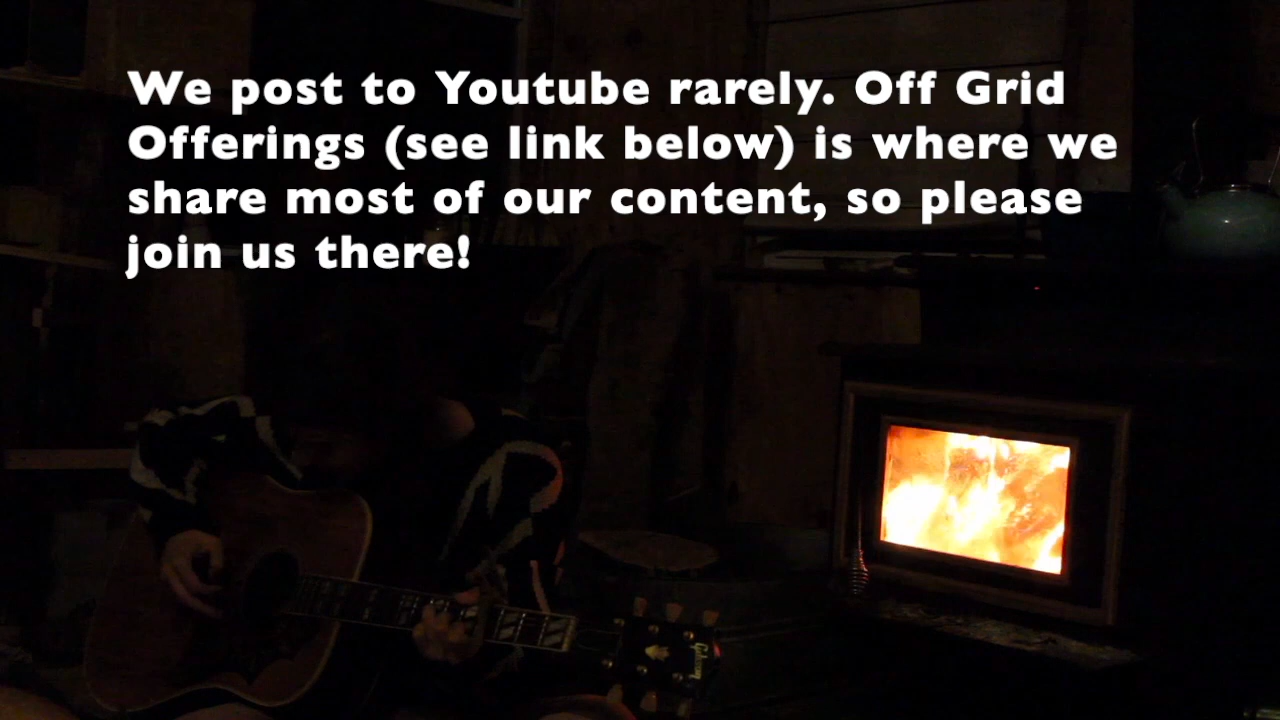 We post to Youtube rarely. Off Grid
Offerings (see link below) is where we
share most of our content, so please
join us there!
Gibson